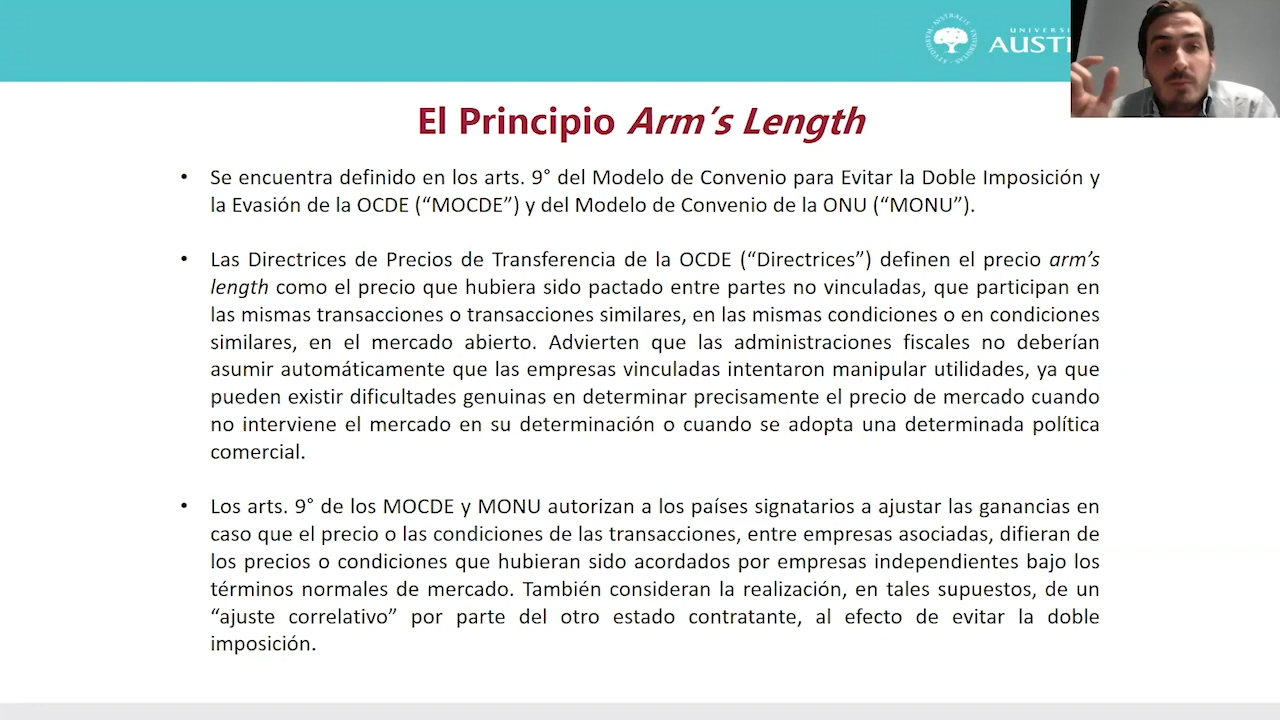 UNIVERSI
AUST
El Principio Arm´s Length
• Se encuentra definido en los arts. 9° del Modelo de Convenio para Evitar la Doble Imposición y
la Evasión de la OCDE (“MOCDE”) y del Modelo de Convenio de la ONU (“MONU”).
• Las Directrices de Precios de Transferencia de la OCDE (“Directrices”) definen el precio arm’s
length como el precio que hubiera sido pactado entre partes no vinculadas, que participan en
las mismas transacciones o transacciones similares, en las mismas condiciones o en condiciones
similares, en el mercado abierto. Advierten que las administraciones fiscales no deberían
asumir automáticamente que las empresas vinculadas intentaron manipular utilidades, ya que
pueden existir dificultades genuinas en determinar precisamente el precio de mercado cuando
no interviene el mercado en su determinación o cuando se adopta una determinada política
comercial.
• Los arts. 9° de los MOCDE y MONU autorizan a los países signatarios a ajustar las ganancias en
caso que el precio o las condiciones de las transacciones, entre empresas asociadas, difieran de
los precios o condiciones que hubieran sido acordados por empresas independientes bajo los
términos normales de mercado. También consideran la realización, en tales supuestos, de un
“ajuste correlativo” por parte del otro estado contratante, al efecto de evitar la doble
imposición.